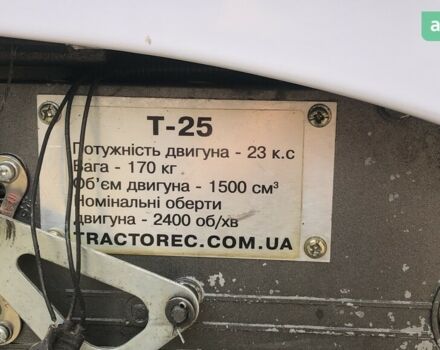 Т-25
Потужність двигуна - 23 к.с
Вага - 170 кг
Об'єм двигуна - 1500 см³
Номінальні оберти
двигуна - 2400 об/хв
TRACTOREC.COM.UA